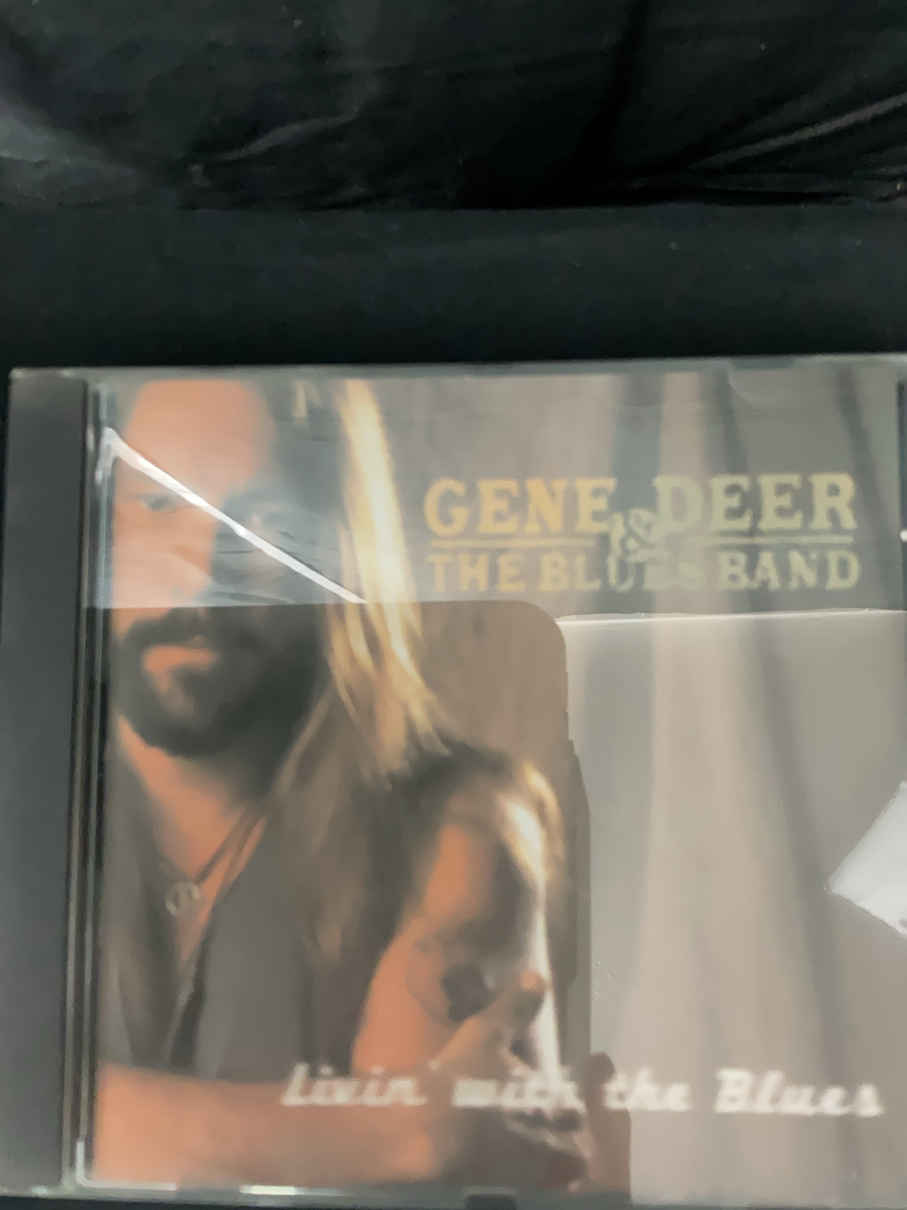 GENE DEER
&
THE BLUES BAND
Livin' with the Blues